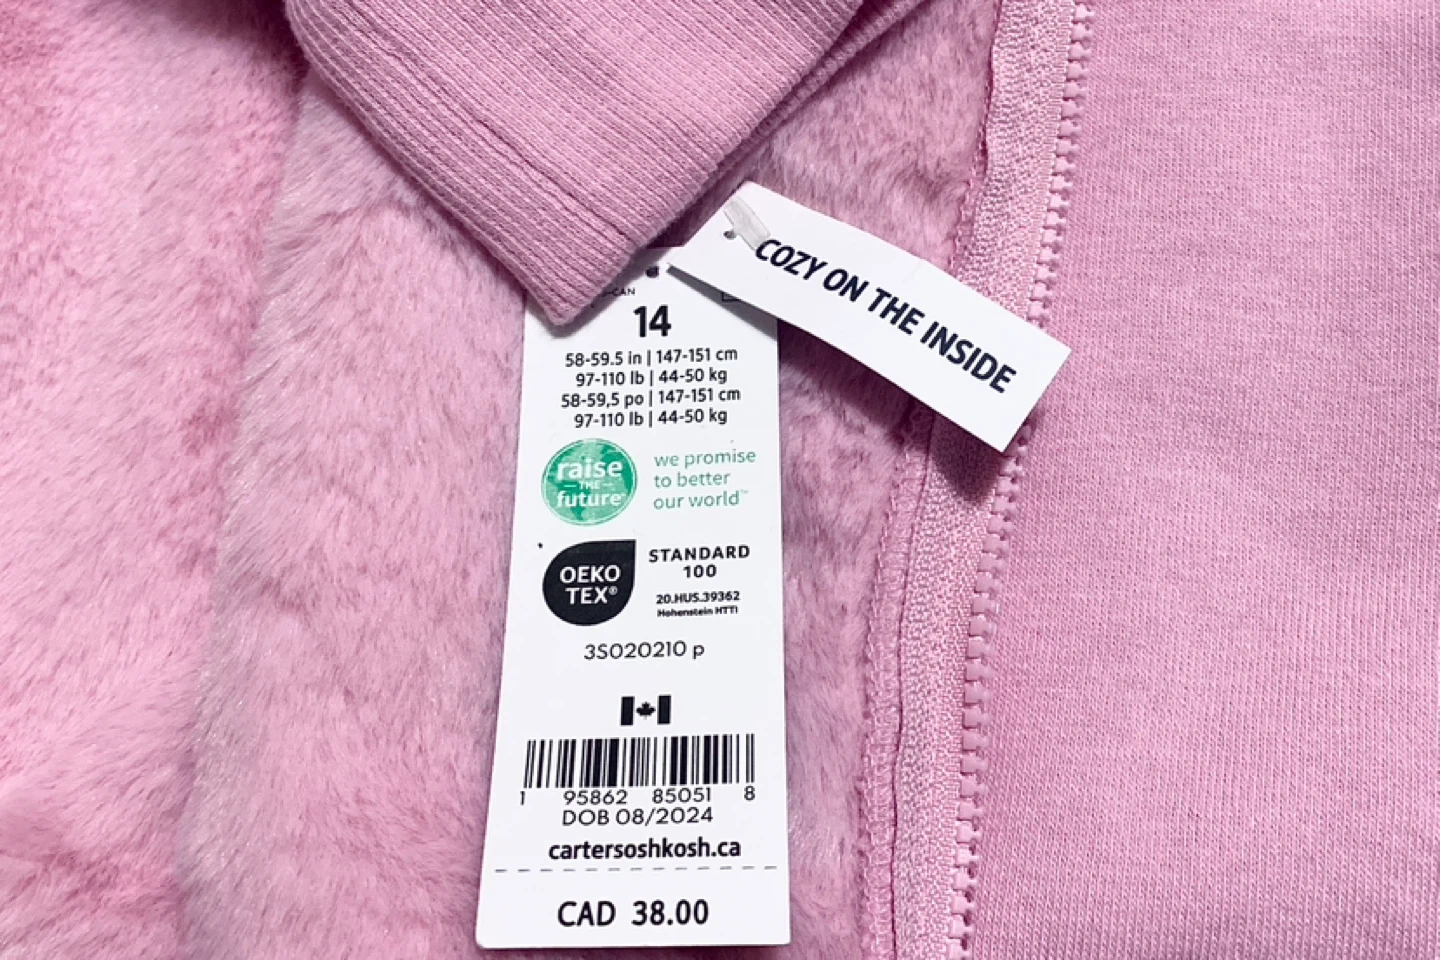 COZY ON THE INSIDE
-CAN
14
58-59.5 in | 147-151 cm
97-110 lb | 44-50 kg
58-59,5 po | 147-151 cm
97-110 lb | 44-50 kg
raise
THE
future
we promise
to better
our world™
OEKO
TEX®
STANDARD
100
20.HUS.39362
Hohenstein HTTI
3S020210 p
1 95862 85051 8
DOB 08/2024
cartersoshkosh.ca
CAD 38.00